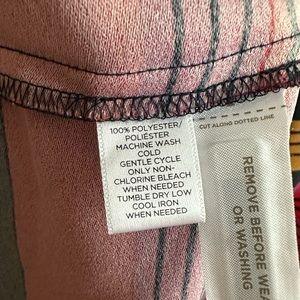 100% POLYESTER/
POLIÉSTER
MACHINE WASH
COLD
GENTLE CYCLE
ONLY NON-
CHLORINE BLEACH
WHEN NEEDED
TUMBLE DRY LOW
COOL IRON
WHEN NEEDED
CUT ALONG DOTTED LINE
REMOVE BEFORE WEA
OR WASHING